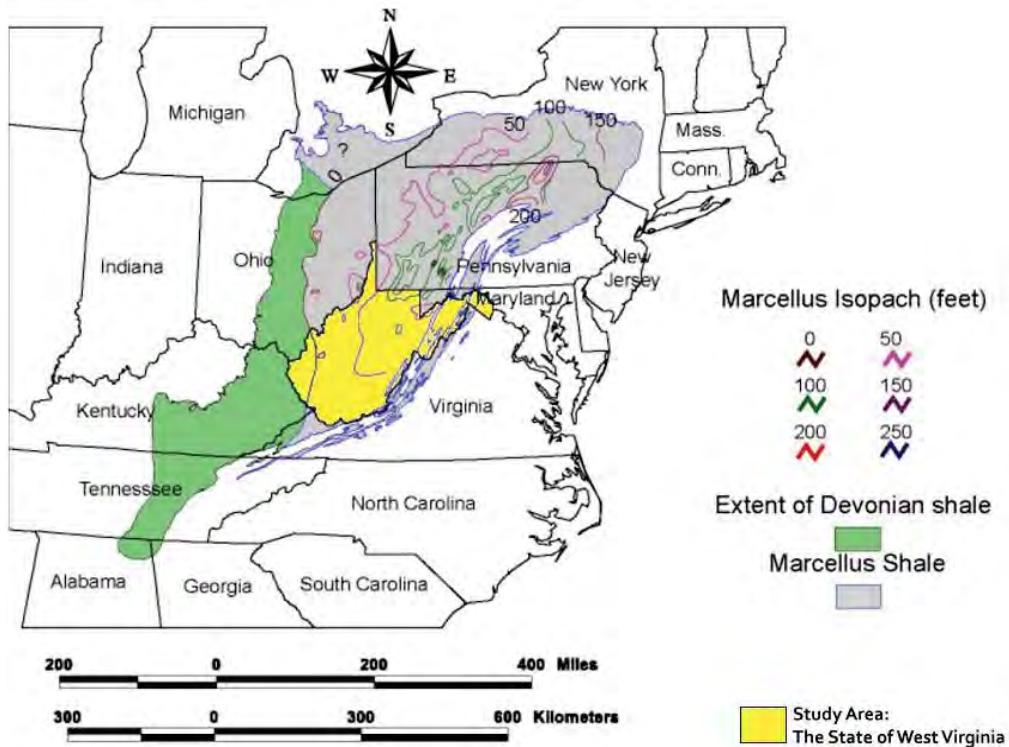 N
W E
S
New York
Michigan
100
50
150
Mass.
?
0
Conn.
200
Indiana
Ohio
Pennsylvania
New
Jersey
Maryland
Kentucky
Virginia
Tennesssee
North Carolina
Alabama
Georgia
South Carolina
Marcellus Isopach (feet)
0 50
100 150
200 250
Extent of Devonian shale
Marcellus Shale
200 0 200 400 Miles
300 0 300 600 Kilometers
Study Area:
The State of West Virginia